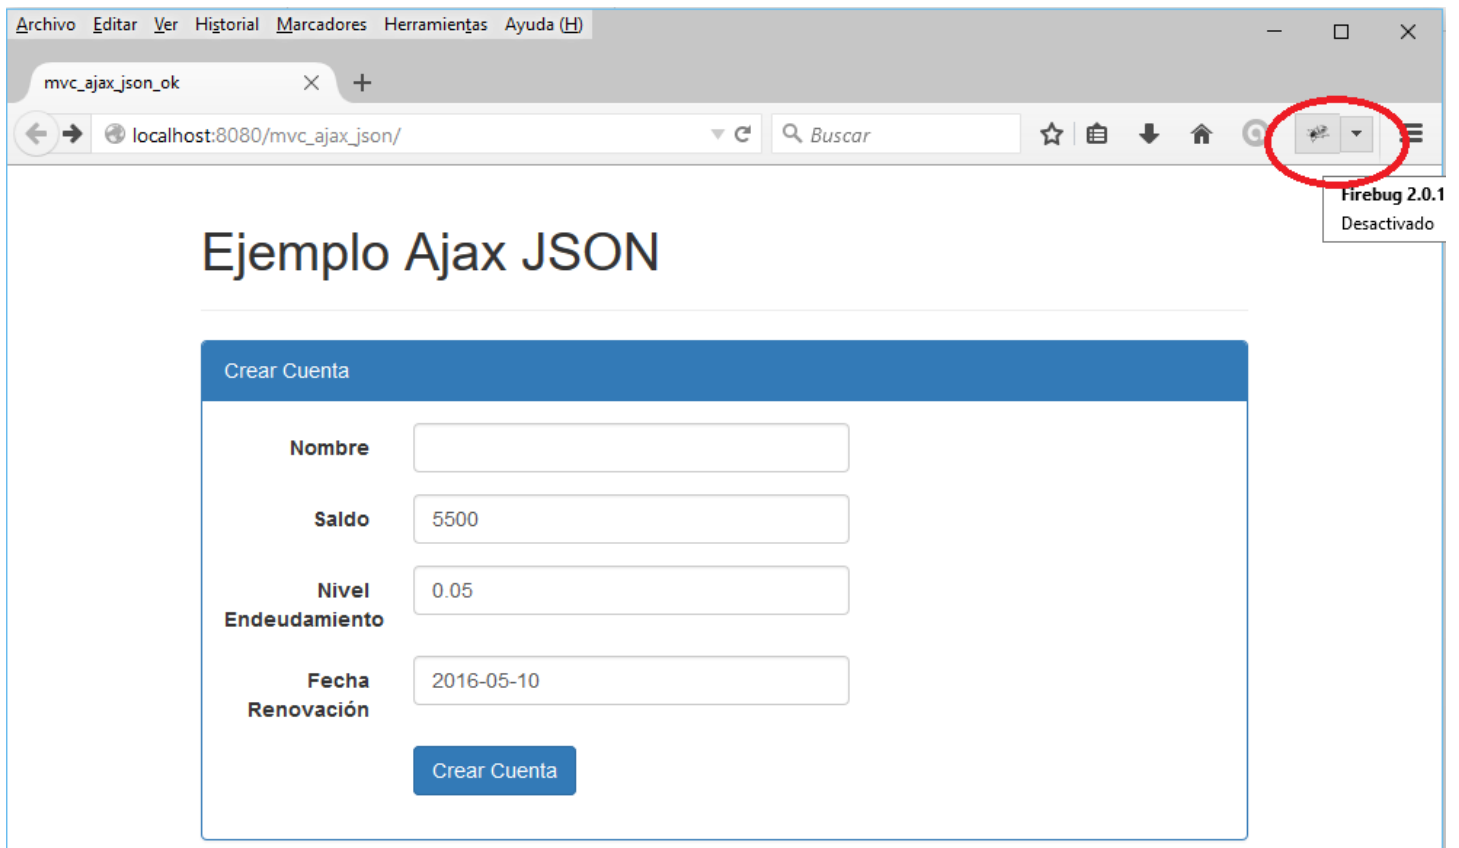 Archivo Editar Ver Historial Marcadores Herramientas Ayuda (H)
mvc_ajax_json_ok
localhost:8080/mvc_ajax_json/
Buscar
Firebug 2.0.1
Desactivado
Ejemplo Ajax JSON
Crear Cuenta
Nombre
Saldo
5500
Nivel
Endeudamiento
0.05
Fecha
Renovación
2016-05-10
Crear Cuenta